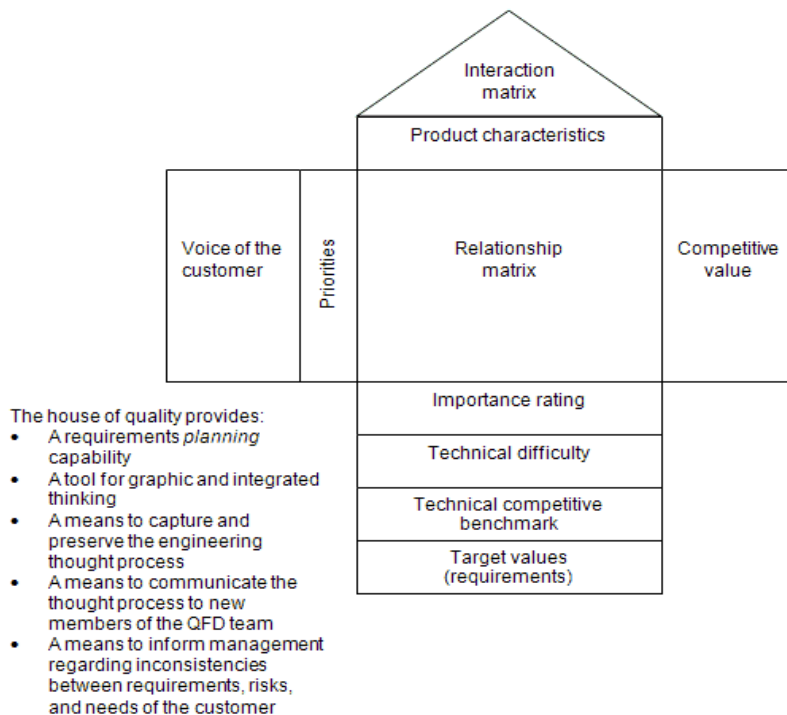 Interaction
matrix
Product characteristics
Voice of the
customer
Priorities
Relationship
matrix
Competitive
value
Importance rating
Technical difficulty
Technical competitive
benchmark
Target values
(requirements)
The house of quality provides:
• A requirements planning
capability
• A tool for graphic and integrated
thinking
• A means to capture and
preserve the engineering
thought process
• A means to communicate the
thought process to new
members of the QFD team
• A means to inform management
regarding inconsistencies
between requirements, risks,
and needs of the customer